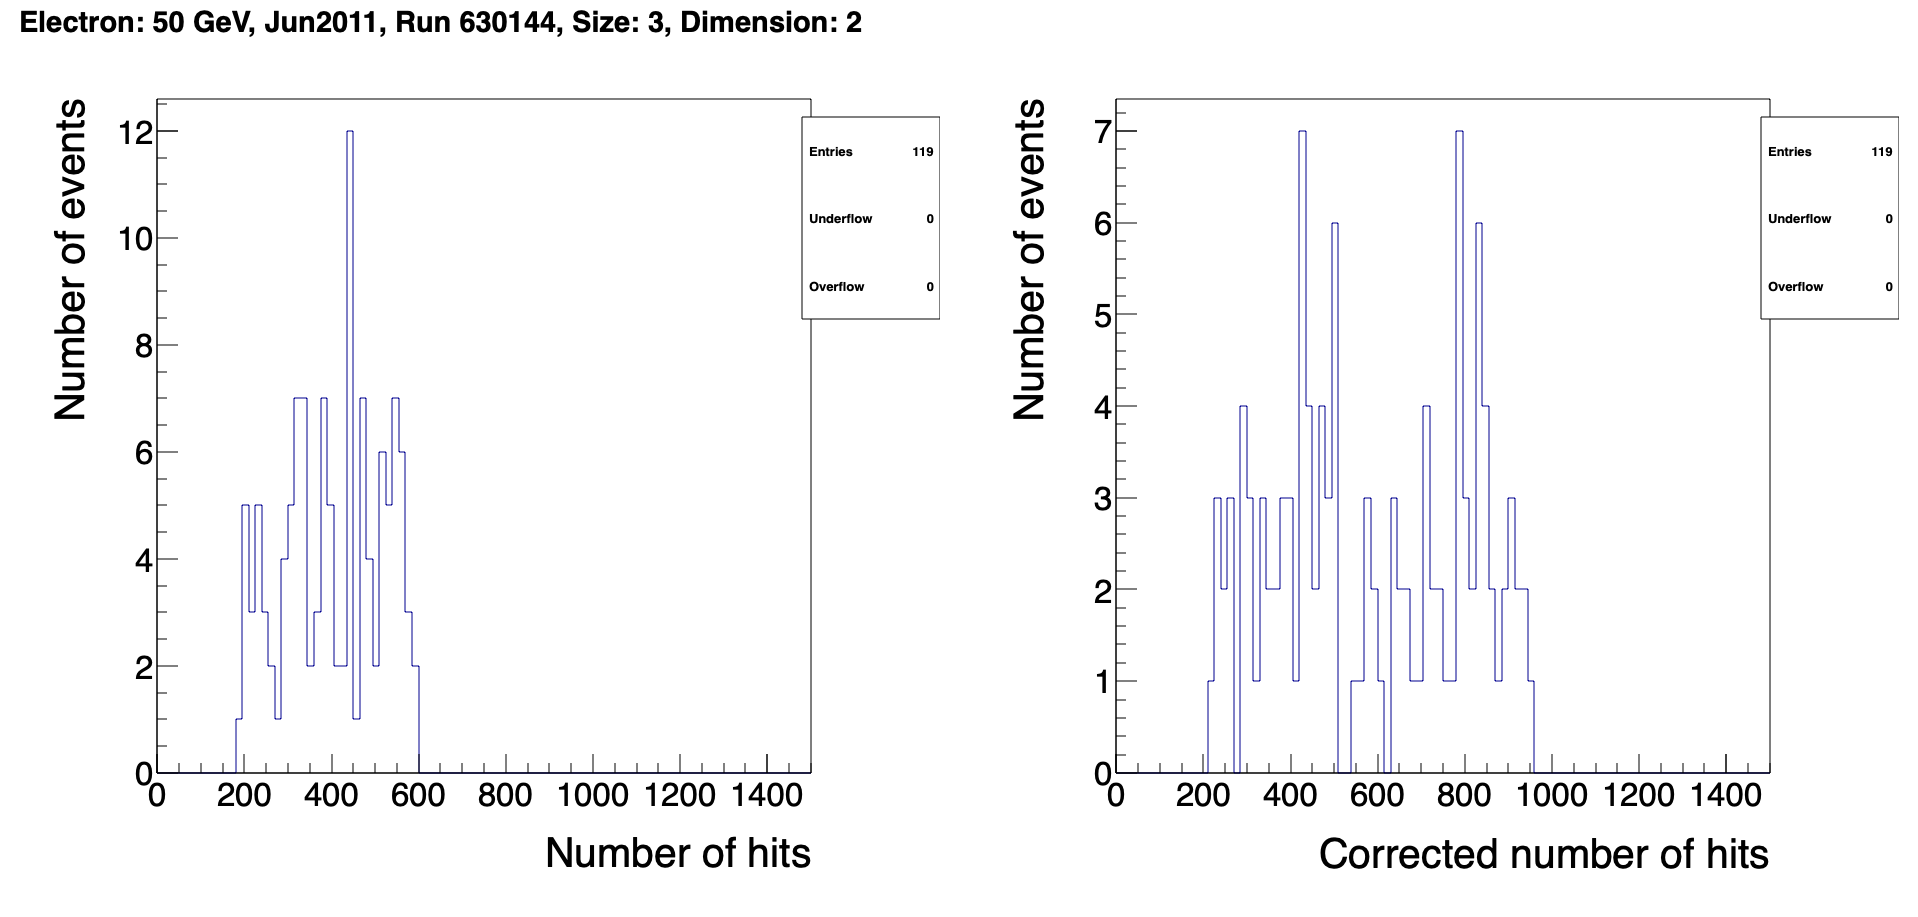 Electron: 50 GeV, Jun2011, Run 630144, Size: 3, Dimension: 2
Number of events
12
10
8
6
4
2
0
0 200 400 600 800 1000 1200 1400
Number of hits
Entries 119
Underflow 0
Overflow 0
Number of events
7
6
5
4
3
2
1
0
0 200 400 600 800 1000 1200 1400
Corrected number of hits
Entries 119
Underflow 0
Overflow 0